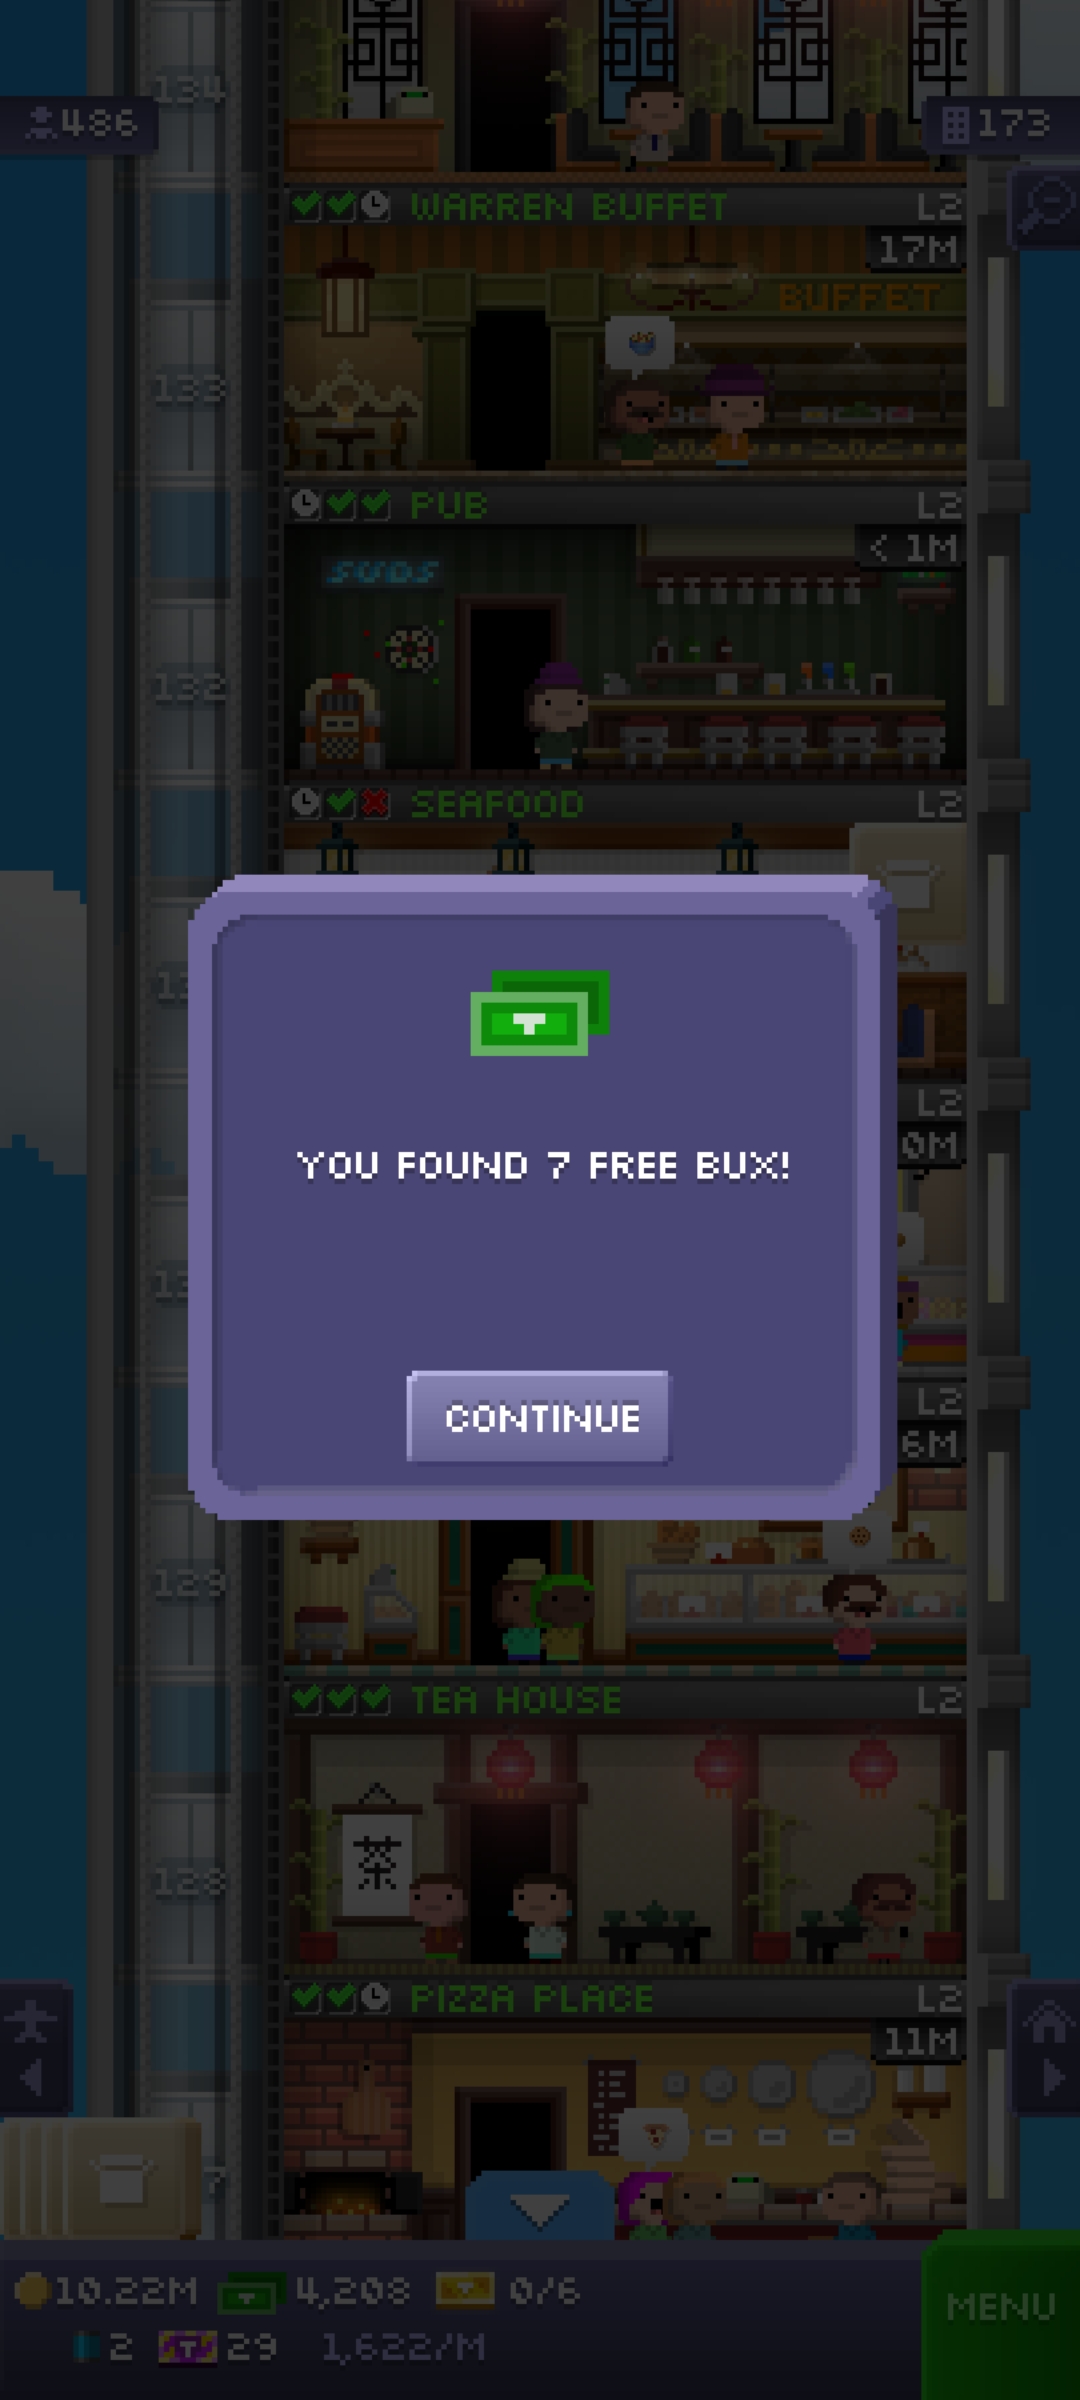 134
486
173
WARREN BUFFET
L2
17M
BUFFET
133
PUB
L2
< 1M
SUDS
132
SEAFOOD
L2
YOU FOUND 7 FREE BUX!
L2
0M
CONTINUE
L2
6M
129
TEA HOUSE
L2
茶
128
PIZZA PLACE
L2
11M
7
10.22M
4,208
0/6
MENU
2
29
1,622/M